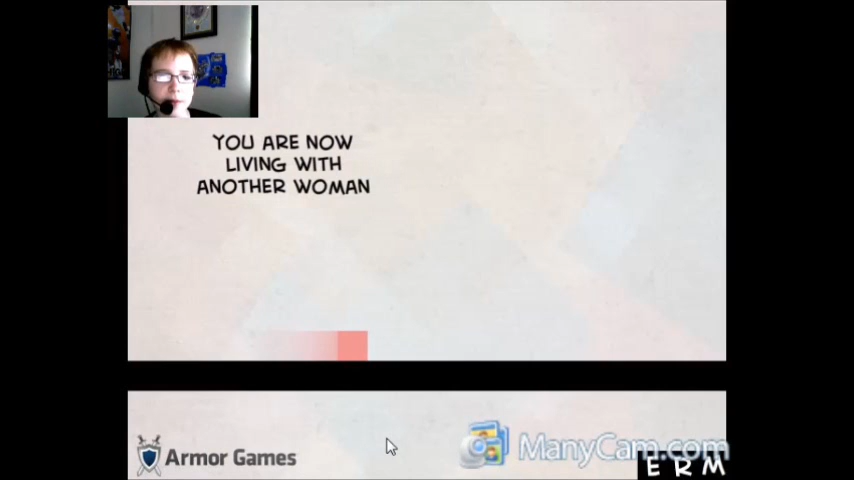 YOU ARE NOW
LIVING WITH
ANOTHER WOMAN
Armor Games
ManyCam.com
ERM